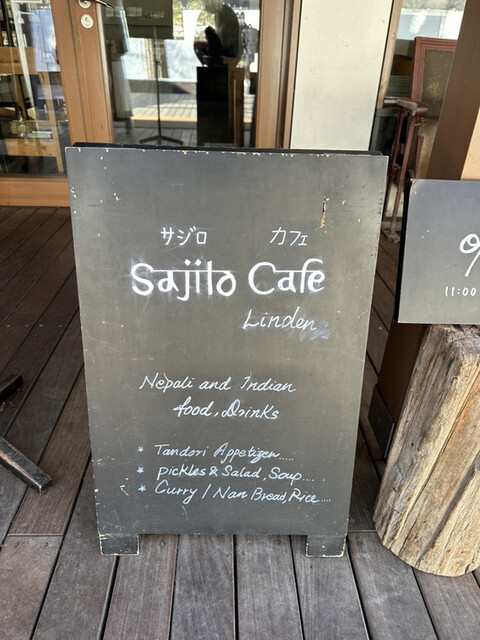 サジロ カフェ
Sajilo Cafe
Linden
Nepali and Indian
food, Drinks
* Tandori Appetizen.....
* pickles & Salad, Soup....
* Curry / Nan Bread, Rice....
11:00